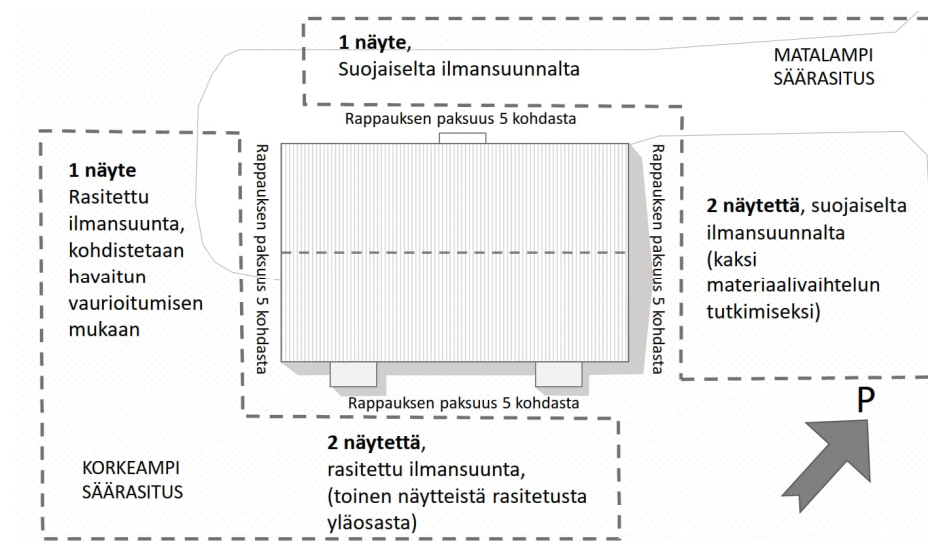 1 näyte,
Suojaiselta ilmansuunnalta
MATALAMPI
SÄÄRASITUS
Rappauksen paksuus 5 kohdasta
1 näyte
Rasitettu
ilmansuunta,
kohdistetaan
havaitun
vaurioitumisen
mukaan
Rappauksen paksuus 5 kohdasta
Rappauksen paksuus 5 kohdasta
2 näytettä, suojaiselta
ilmansuunnalta
(kaksi
materiaalivaihtelun
tutkimiseksi)
Rappauksen paksuus 5 kohdasta
P
KORKEAMPI
SÄÄRASITUS
2 näytettä,
rasitettu ilmansuunta,
(toinen näytteistä rasitetusta
yläosasta)